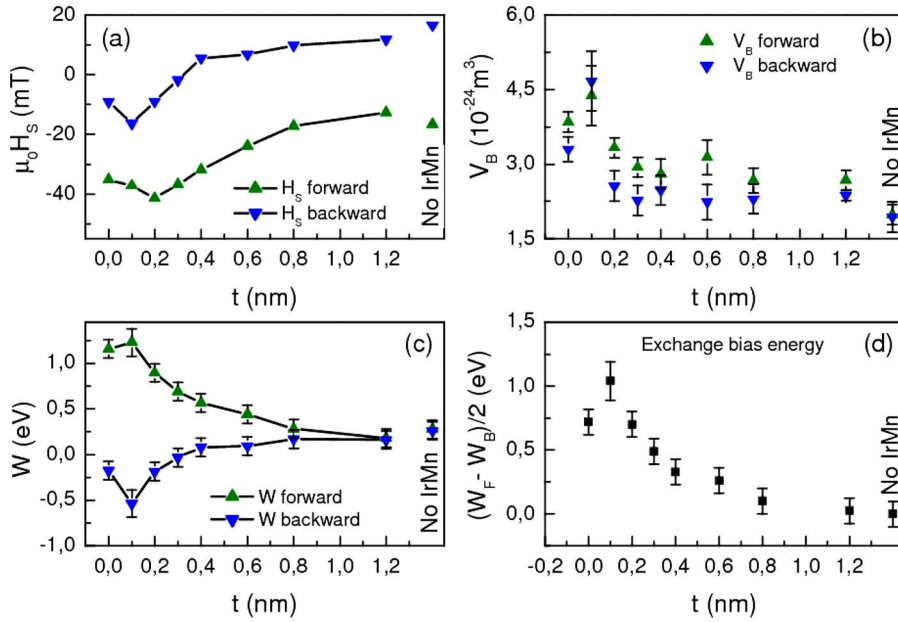 (a)
20
0
-20
-40
μ₀Hₛ (mT)
Hₛ forward
Hₛ backward
No IrMn
0,0 0,2 0,4 0,6 0,8 1,0 1,2
t (nm)
(b)
6,0
4,5
3,0
1,5
V_B (10⁻²⁴m³)
V_B forward
V_B backward
No IrMn
0,0 0,2 0,4 0,6 0,8 1,0 1,2
t (nm)
(c)
1,0
0,5
0,0
-0,5
-1,0
W (eV)
W forward
W backward
No IrMn
0,0 0,2 0,4 0,6 0,8 1,0 1,2
t (nm)
(d)
Exchange bias energy
1,5
1,0
0,5
0,0
(W_F- W_B)/2 (eV)
No IrMn
-0,2 0,0 0,2 0,4 0,6 0,8 1,0 1,2
t (nm)